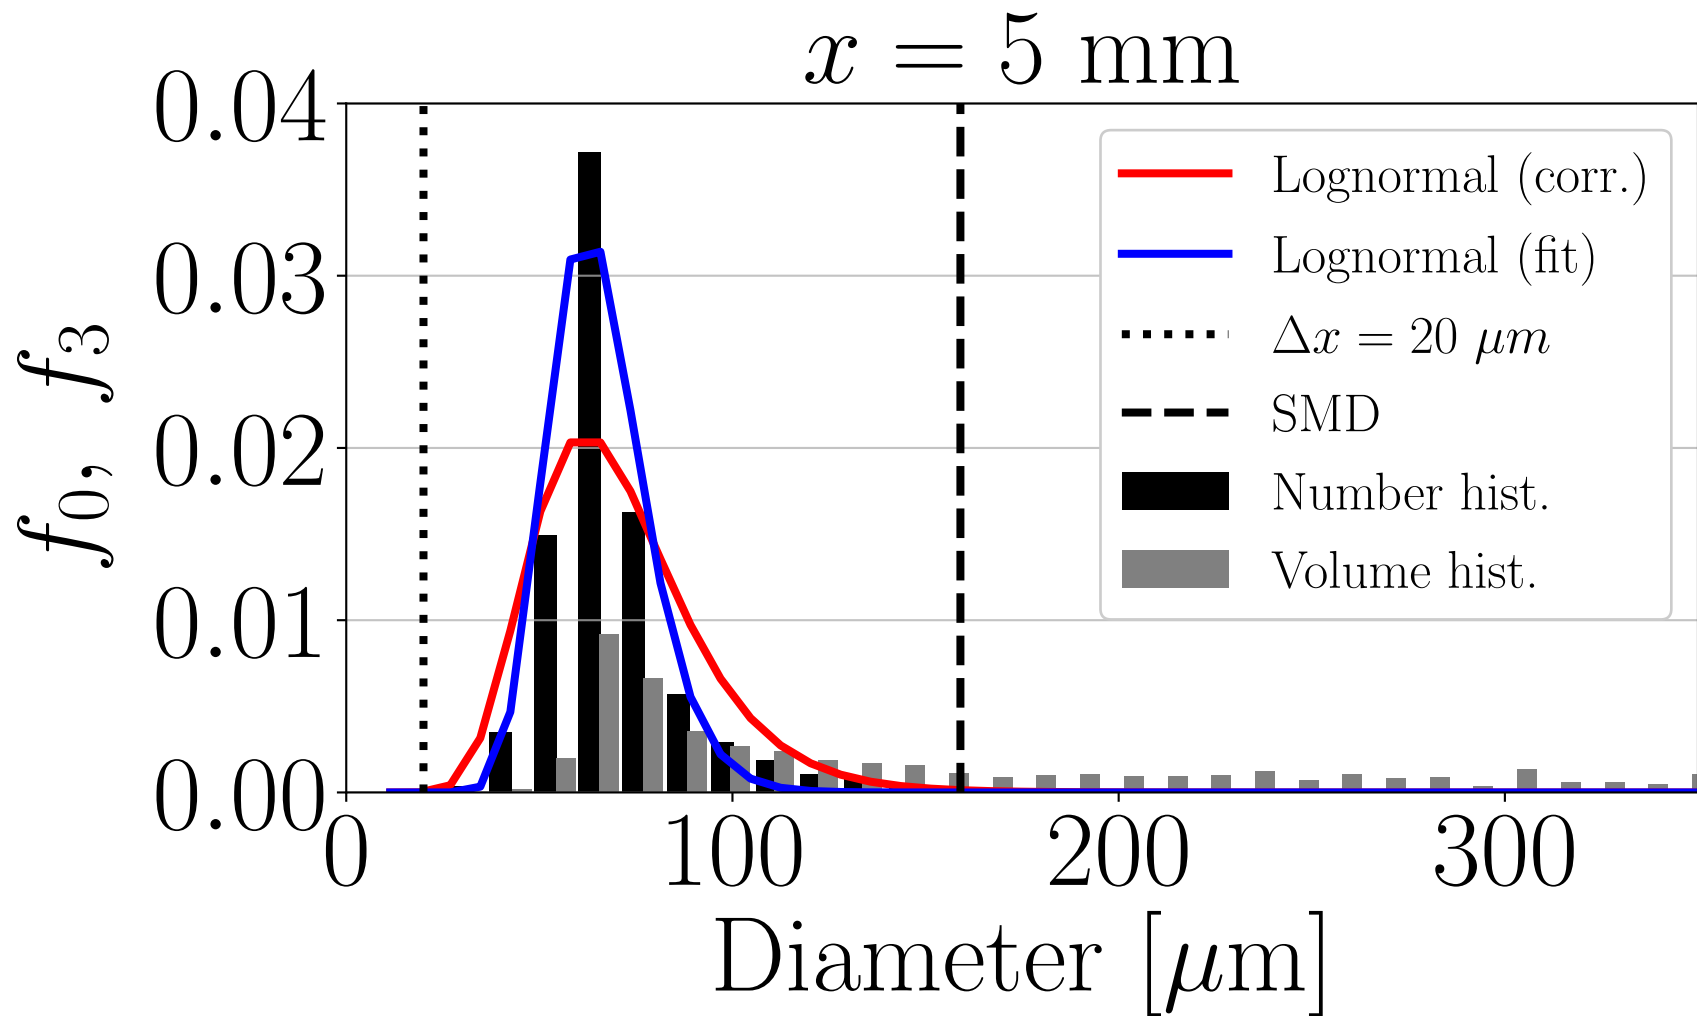 x = 5 mm
0.04
0.03
0.02
0.01
0.00
f0, f3
0
100
200
300
Diameter [μm]
Lognormal (corr.)
Lognormal (fit)
Δx = 20 μm
SMD
Number hist.
Volume hist.